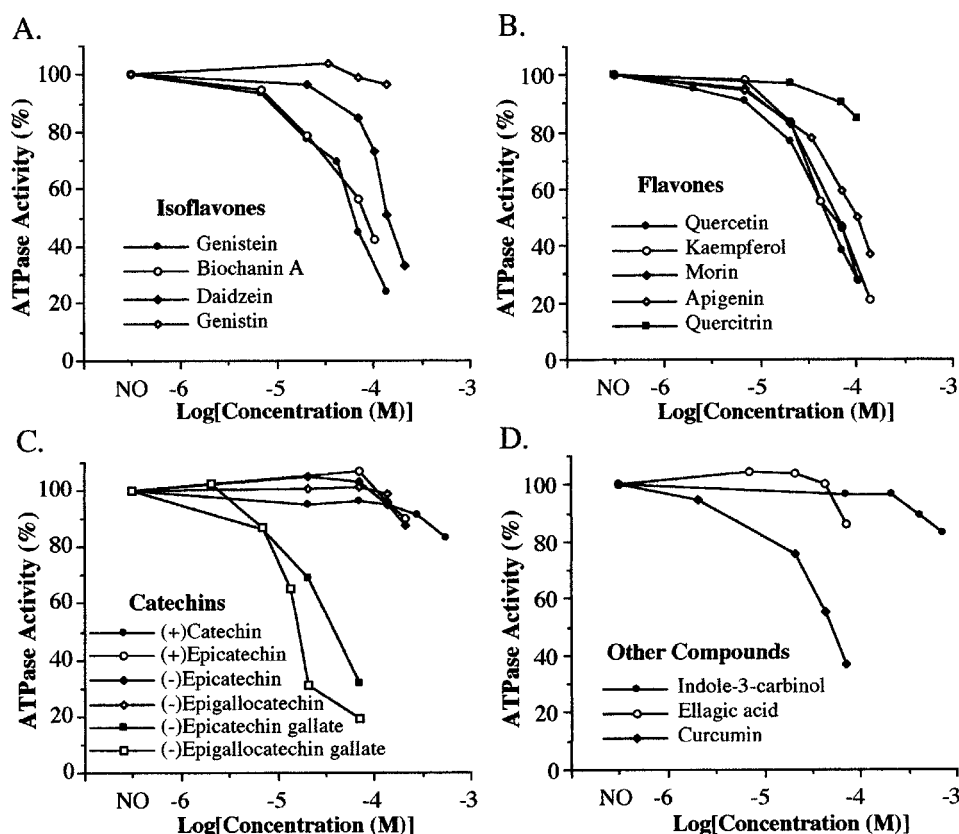 A.
100
80
60
40
20
0
ATPase Activity (%)
Isoflavones
Genistein
Biochanin A
Daidzein
Genistin
NO -6 -5 -4 -3
Log[Concentration (M)]
B.
100
80
60
40
20
0
ATPase Activity (%)
Flavones
Quercetin
Kaempferol
Morin
Apigenin
Quercitrin
NO -6 -5 -4 -3
Log[Concentration (M)]
C.
100
80
60
40
20
0
ATPase Activity (%)
Catechins
(+)Catechin
(+)Epicatechin
(-)Epicatechin
(-)Epigallocatechin
(-)Epicatechin gallate
(-)Epigallocatechin gallate
NO -6 -5 -4 -3
Log[Concentration (M)]
D.
100
80
60
40
20
0
ATPase Activity (%)
Other Compounds
Indole-3-carbinol
Ellagic acid
Curcumin
NO -6 -5 -4 -3
Log[Concentration (M)]